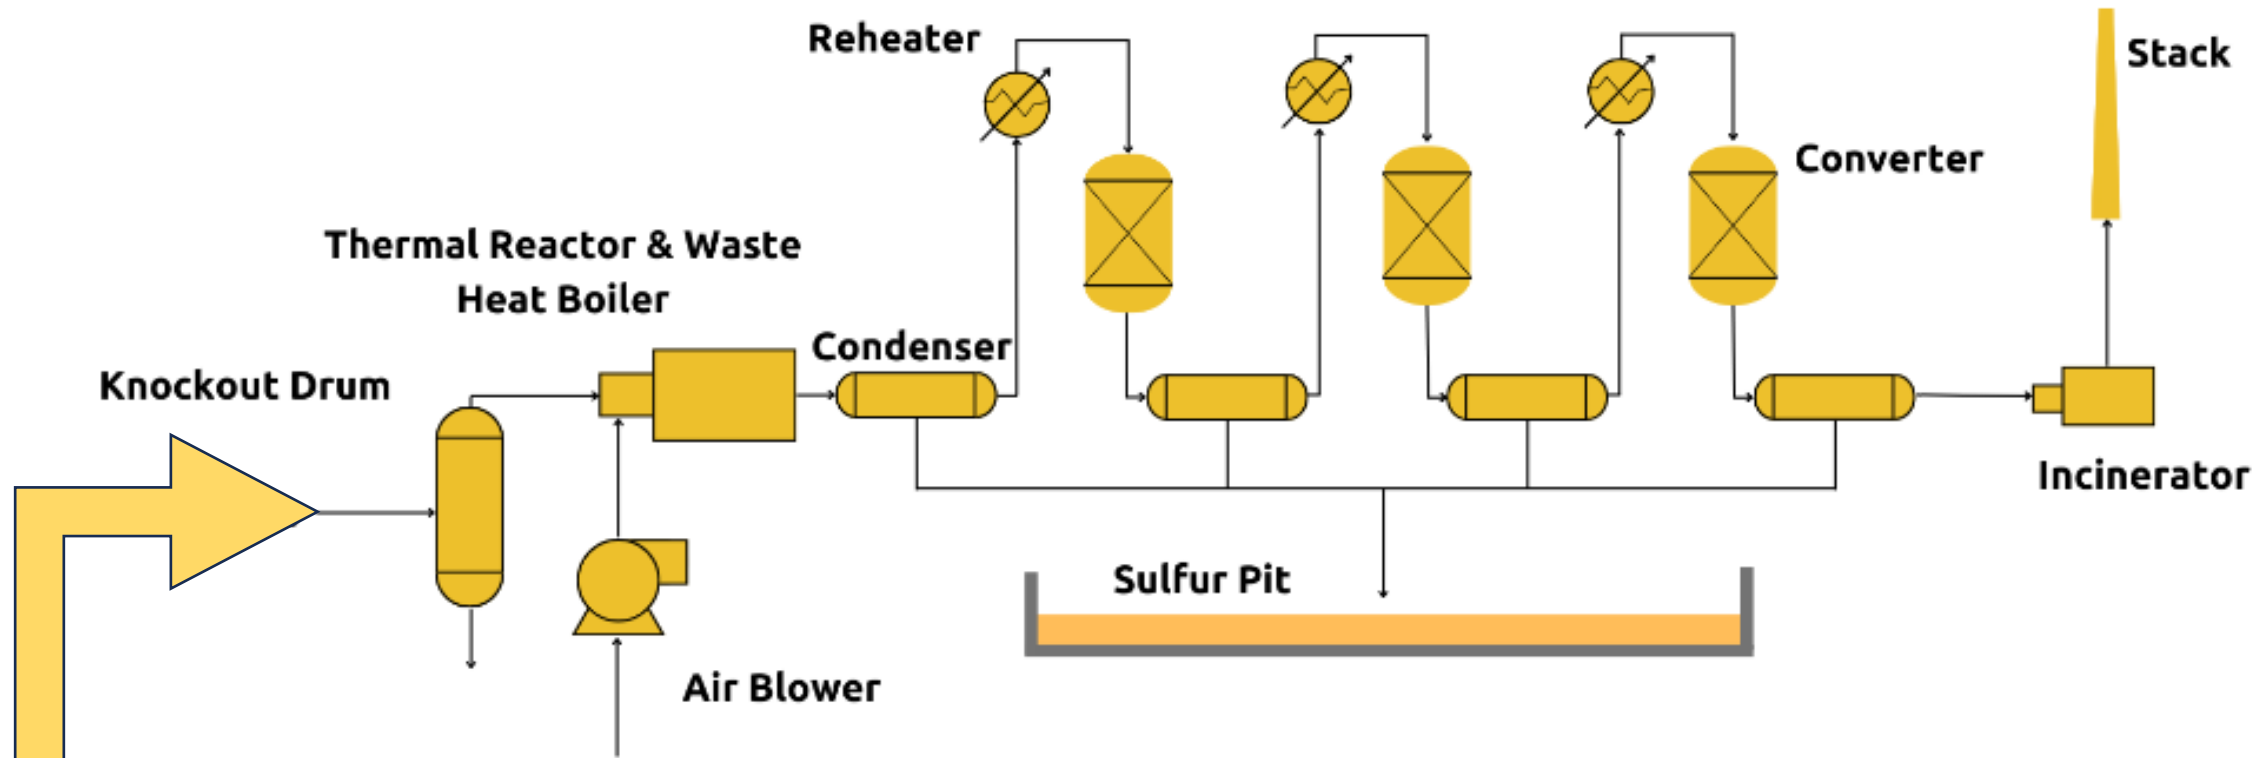 Reheater
Stack
Converter
Thermal Reactor & Waste
Heat Boiler
Condenser
Knockout Drum
Incinerator
Sulfur Pit
Air Blower